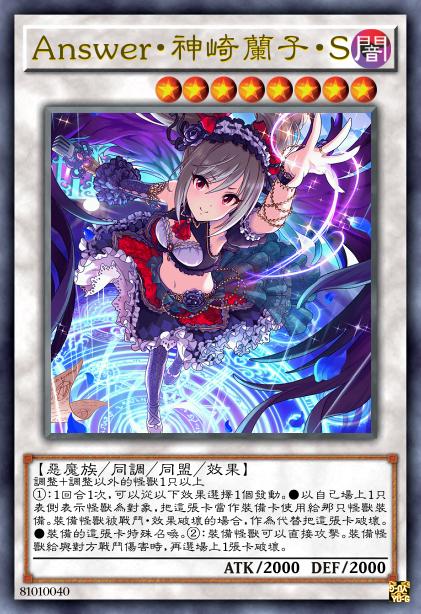 Answer・神崎蘭子・S
闇
【惡魔族/同調/同盟/效果】
調整+調整以外的怪獸1只以上
①:1回合1次,可以從以下效果選擇1個發動。●以自己場上1只
表側表示怪獸為對象,把這張卡當作裝備卡使用給那只怪獸裝
備。裝備怪獸被戰鬥·效果破壞的場合,作為代替把這張卡破壞。
●裝備的這張卡特殊召喚。②:裝備怪獸可以直接攻擊。裝備怪
獸給與對方戰鬥傷害時,再選場上1張卡破壞。
ATK/2000 DEF/2000
81010040